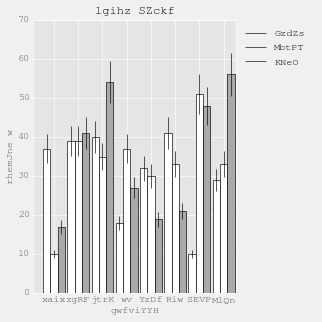 lgihz SZckf
70
60
50
40
30
20
10
0
rhemJne w
xaix zgRF jtrK wv YzDf Riw SEVF MlQn
gwfviYYH
GzdZs
MbtPT
KNeO